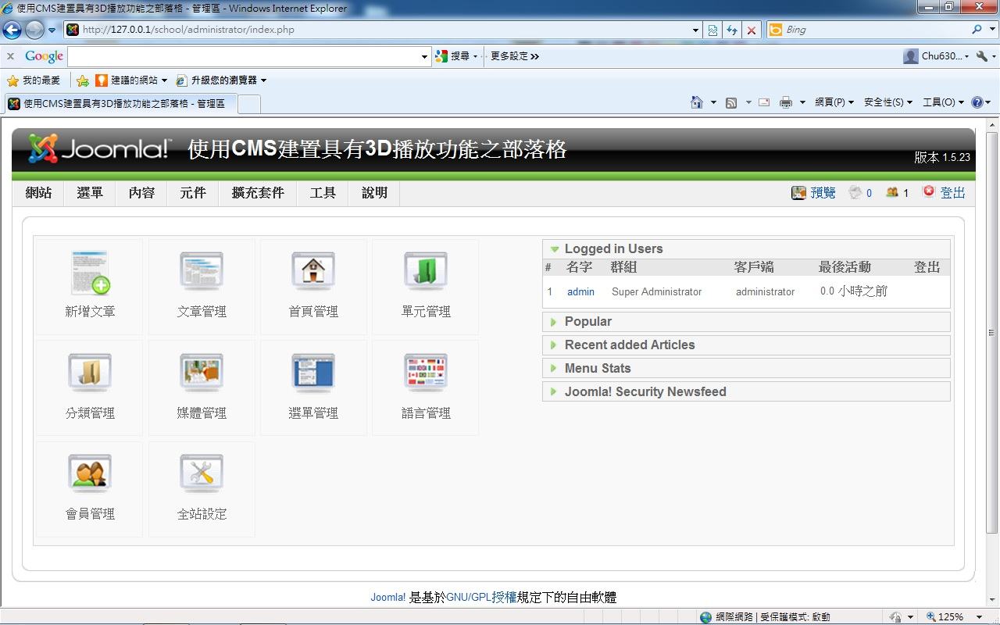 使用CMS建置具有3D播放功能之部落格 - 管理區 - Windows Internet Explorer
http://127.0.0.1/school/administrator/index.php
Bing
Google 搜尋 更多設定 Chu630...
我的最愛 建議的網站 升級您的瀏覽器
使用CMS建置具有3D播放功能之部落格 - 管理區 網頁(P) 安全性(S) 工具(O)
Joomla! 使用CMS建置具有3D播放功能之部落格
版本 1.5.23
網站 選單 內容 元件 擴充套件 工具 說明 預覽 0 1 登出
新增文章 文章管理 首頁管理 單元管理
分類管理 媒體管理 選單管理 語言管理
會員管理 全站設定
Logged in Users
# 名字 群組 客戶端 最後活動 登出
1 admin Super Administrator administrator 0.0 小時之前
Popular
Recent added Articles
Menu Stats
Joomla! Security Newsfeed
Joomla! 是基於GNU/GPL授權規定下的自由軟體
網際網路 | 受保護模式: 啟動 125%